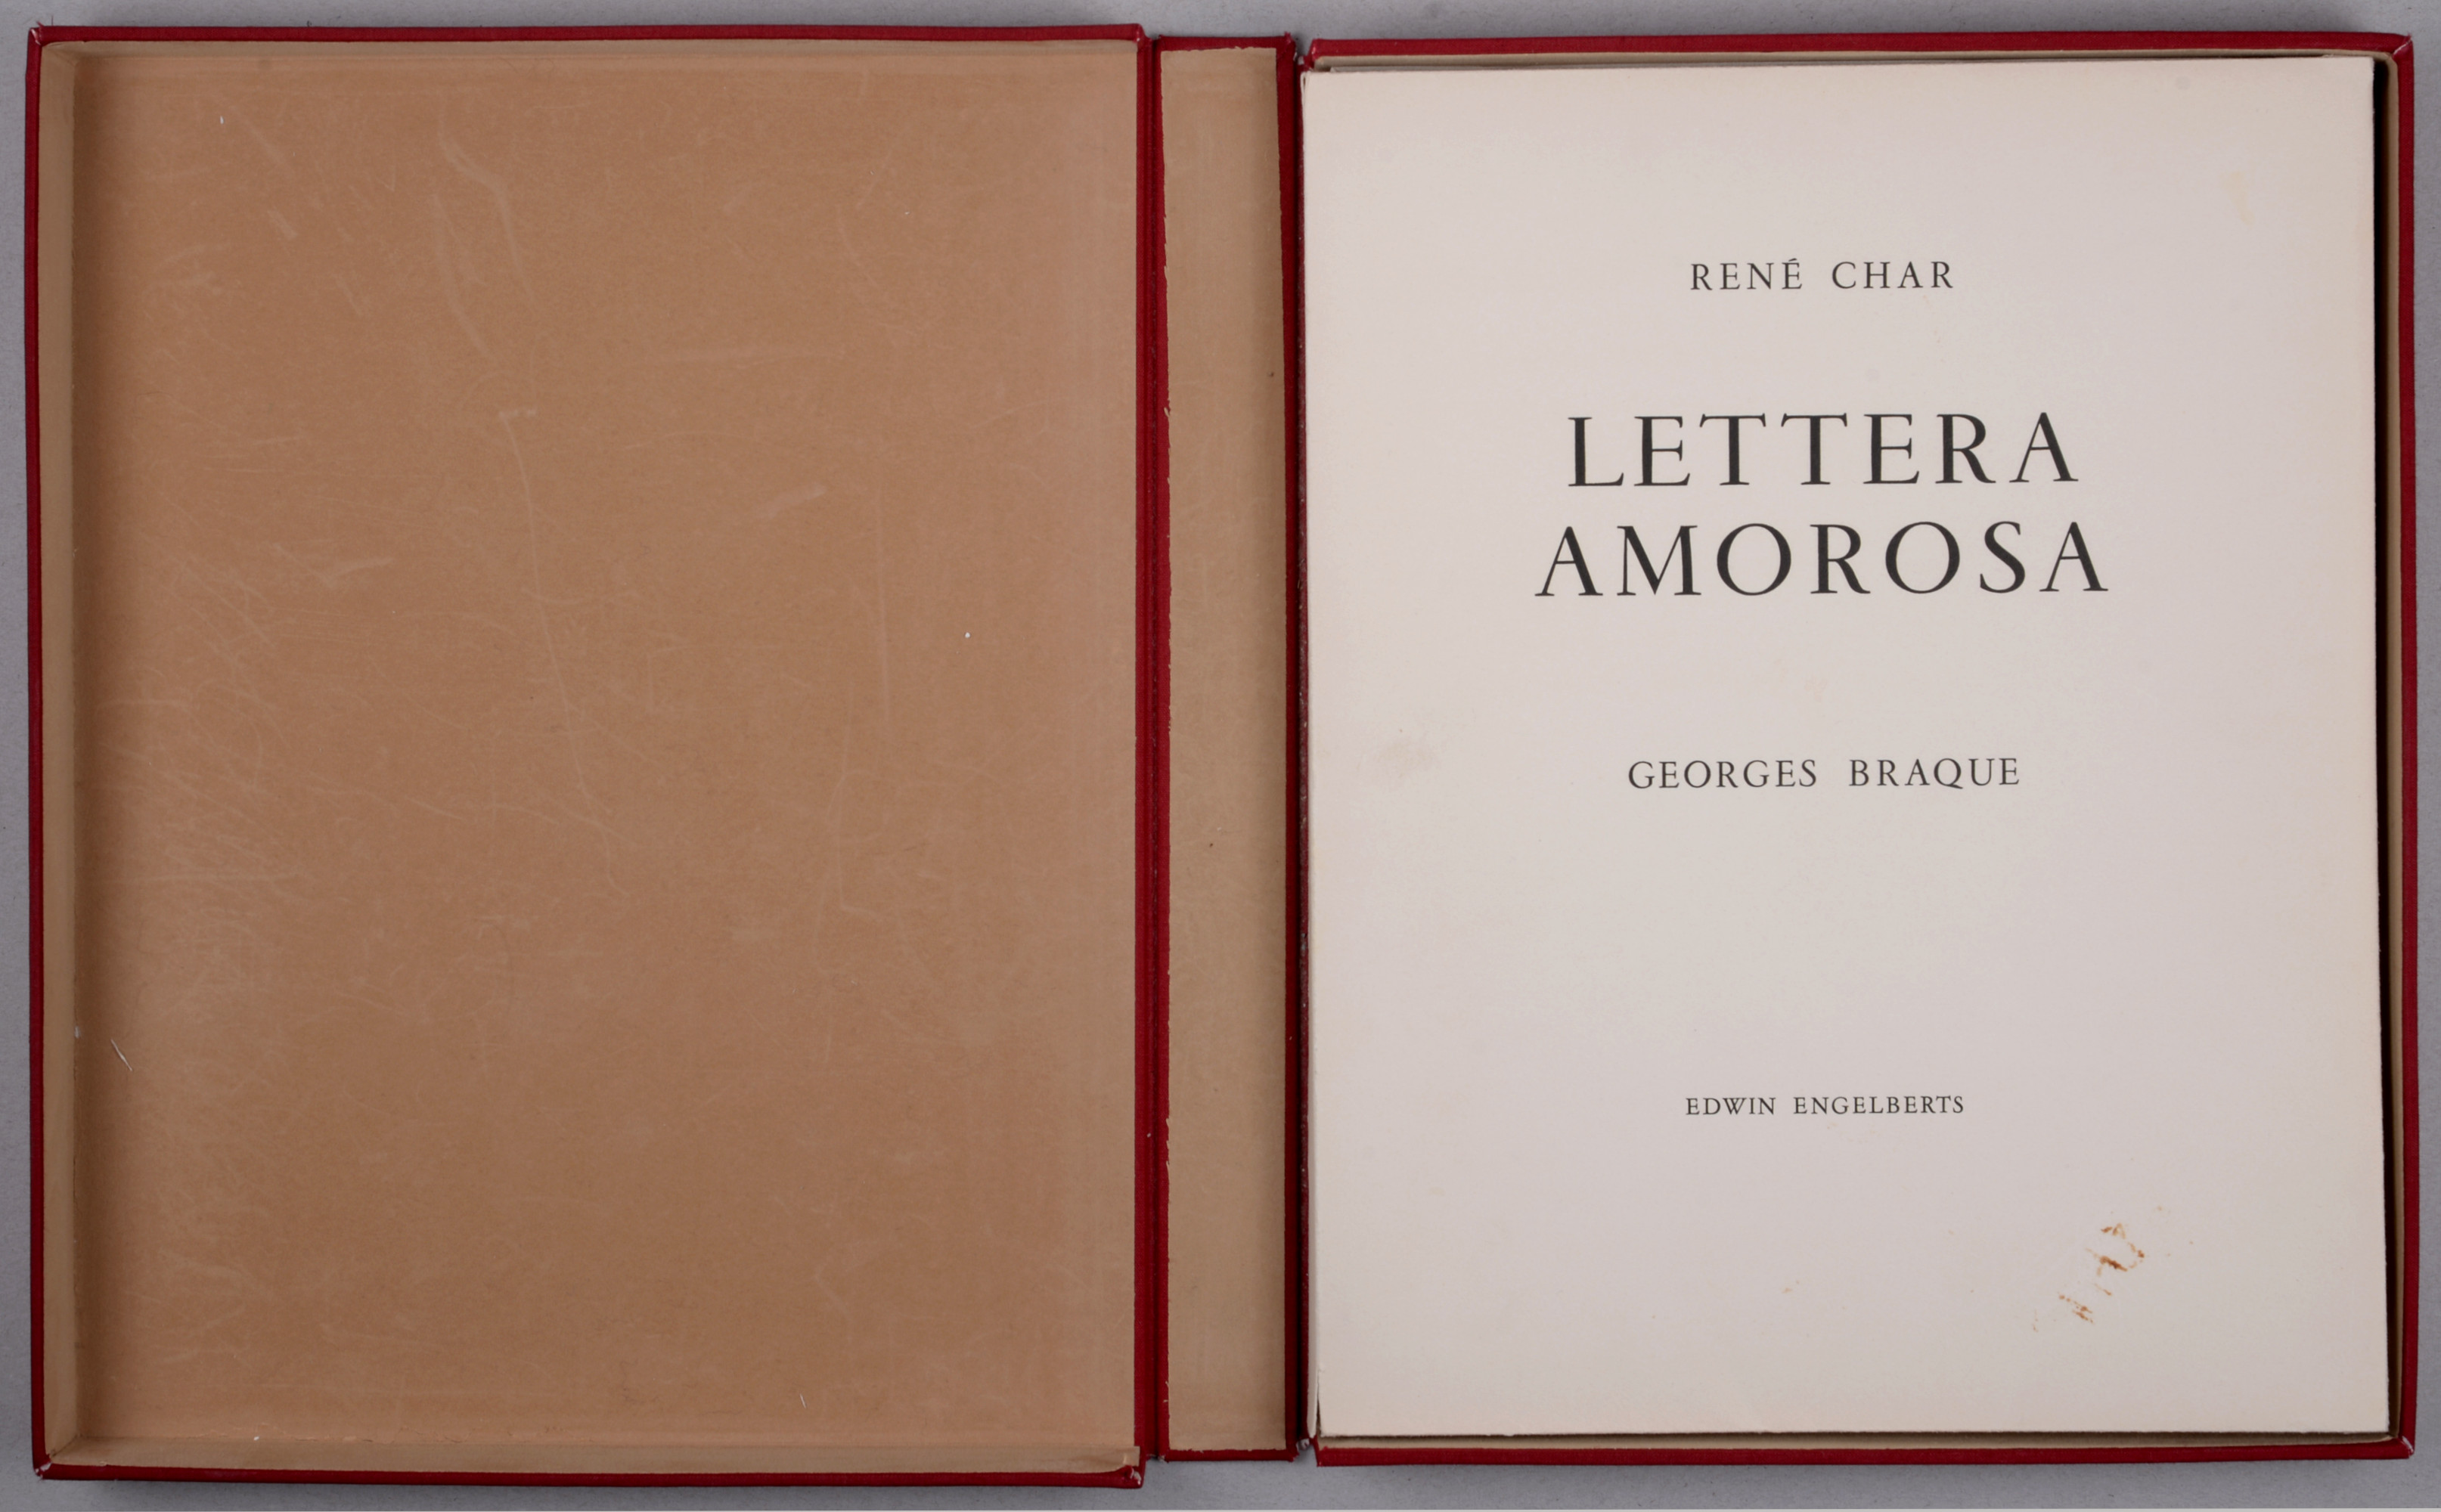 RENÉ CHAR
LETTERA
AMOROSA
GEORGES BRAQUE
EDWIN ENGELBERTS